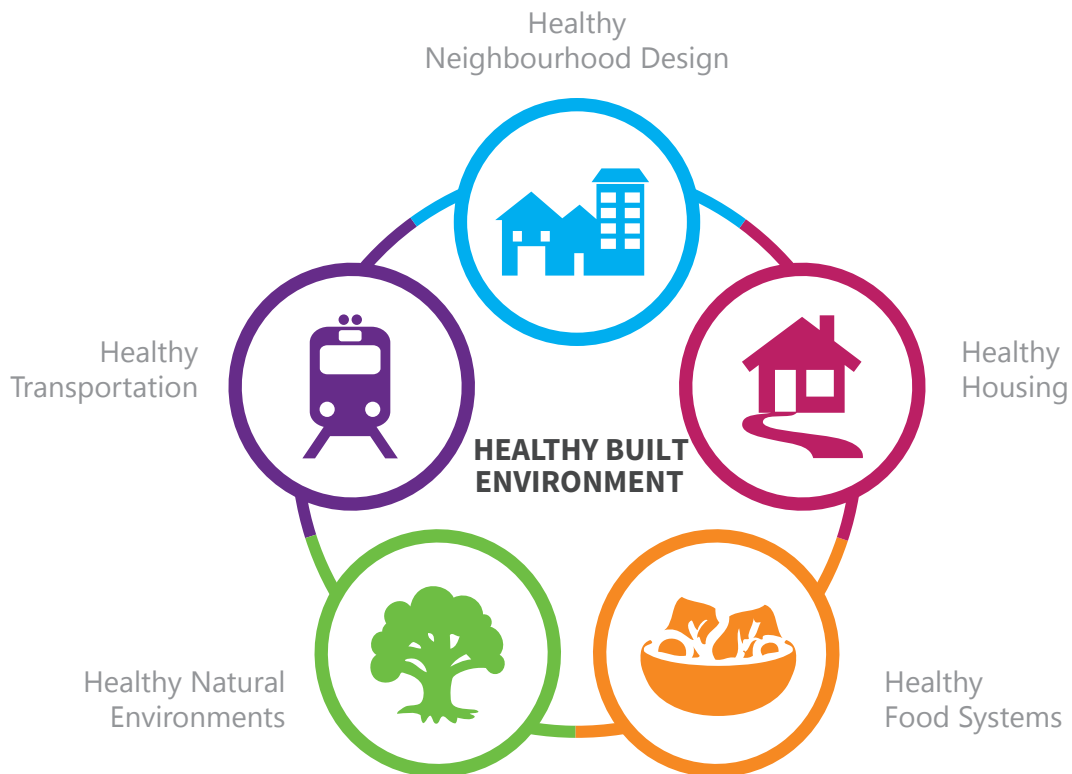 Healthy
Neighbourhood Design
Healthy
Transportation
Healthy
Housing
HEALTHY BUILT
ENVIRONMENT
Healthy Natural
Environments
Healthy
Food Systems